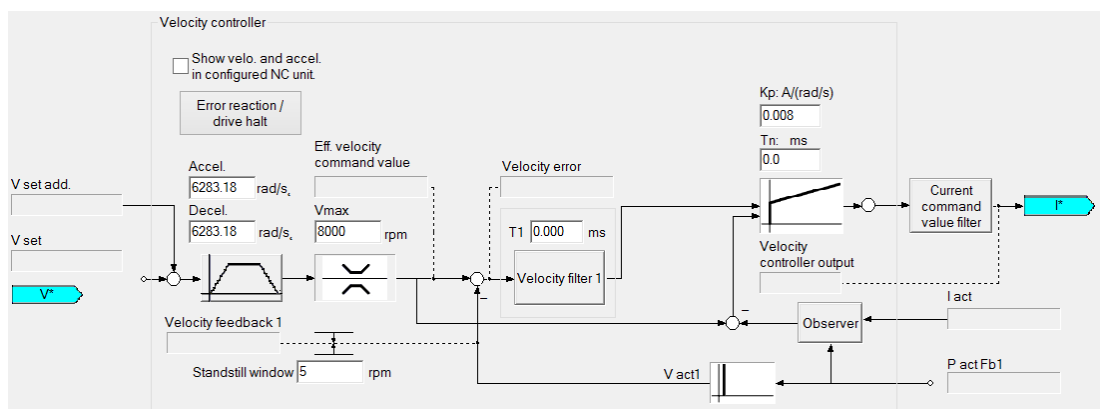 Velocity controller
Show velo. and accel.
in configured NC unit.
Error reaction /
drive halt
Kp: A/(rad/s)
0.008
Tn: ms
0.0
Eff. velocity
command value
Velocity error
Accel.
6283.18 rad/s²
V set add.
Decel.
6283.18 rad/s²
Vmax
8000 rpm
T1 0.000 ms
Current
command
value filter
I*
V set
V*
Velocity filter 1
Velocity
controller output
Velocity feedback 1
–
–
I act
Observer
Standstill window 5 rpm
V act1
P act Fb1